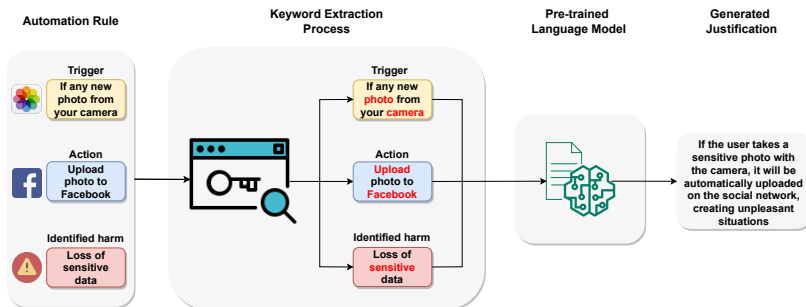 Automation Rule
Keyword Extraction
Process
Pre-trained
Language Model
Generated
Justification
Trigger
If any new
photo from
your camera
Action
Upload
photo to
Facebook
Identified harm
Loss of
sensitive
data
Trigger
If any new
photo from
your camera
Action
Upload
photo to
Facebook
Identified harm
Loss of
sensitive
data
If the user takes a
sensitive photo with
the camera, it will be
automatically uploaded
on the social network,
creating unpleasant
situations